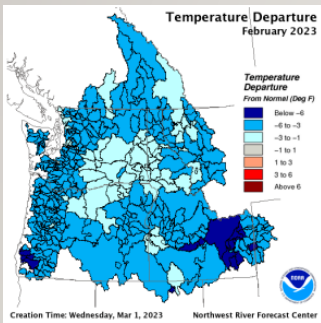 Temperature Departure
February 2023
Temperature
Departure
From Normal (Deg F)
Below -6
-6 to -3
-3 to -1
-1 to 1
1 to 3
3 to 6
Above 6
NOAA
Creation Time: Wednesday, Mar 1, 2023 Northwest River Forecast Center